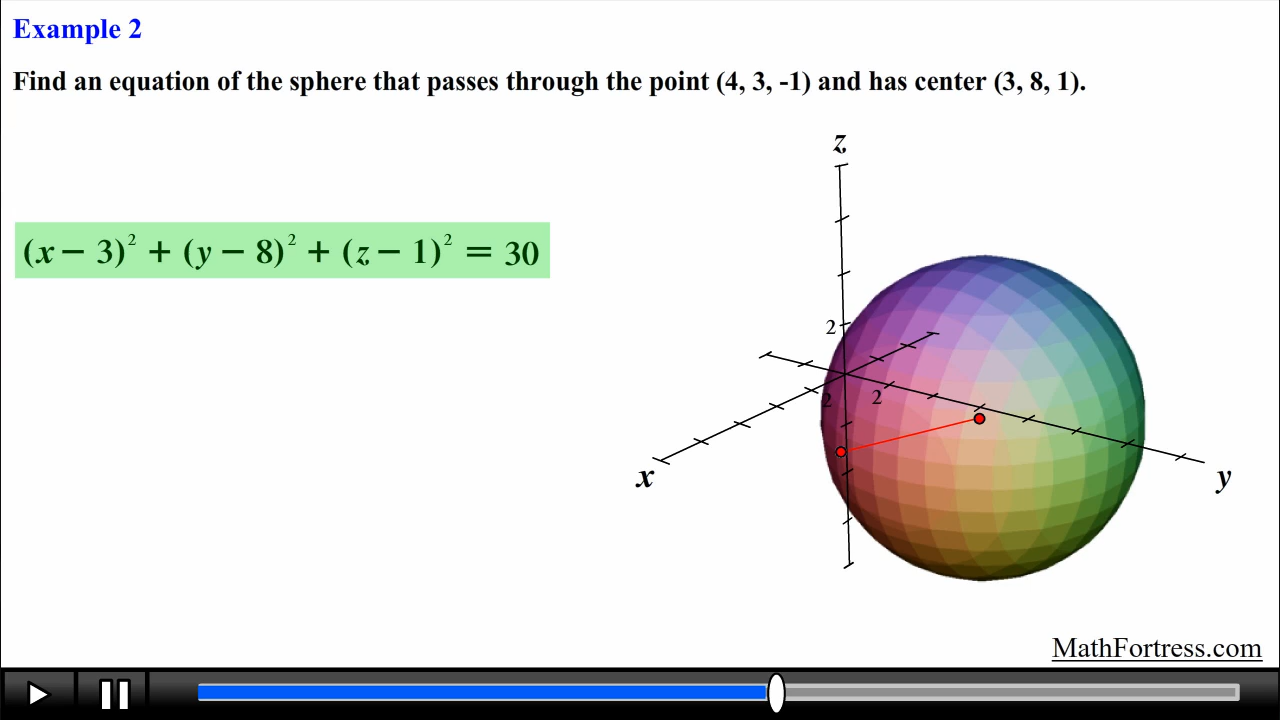 Example 2
Find an equation of the sphere that passes through the point (4, 3, -1) and has center (3, 8, 1).
z
(x − 3)² + (y − 8)² + (z − 1)² = 30
2
2
2
x
y
MathFortress.com